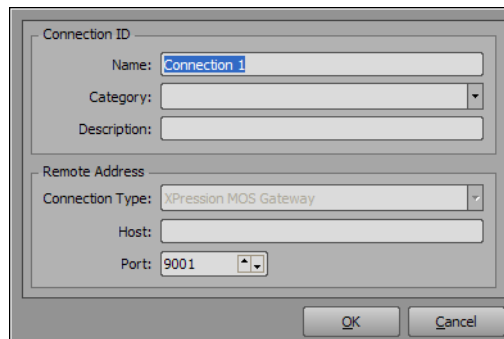 Connection ID
Name: Connection 1
Category:
Description:
Remote Address
Connection Type: XPression MOS Gateway
Host:
Port: 9001
OK Cancel